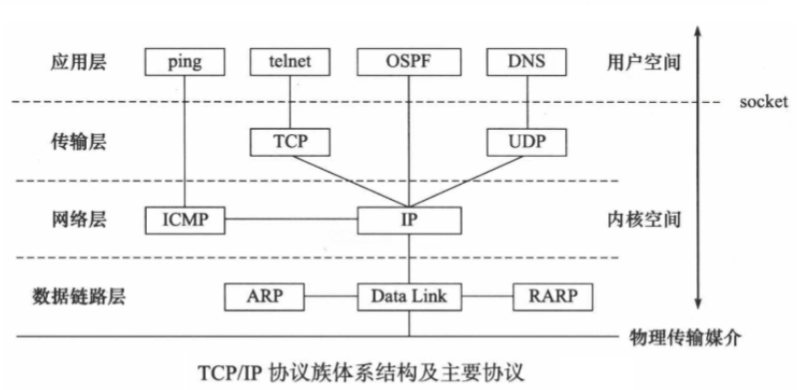 应用层 ping telnet OSPF DNS 用户空间
socket
传输层 TCP UDP
网络层 ICMP IP 内核空间
数据链路层 ARP Data Link RARP
物理传输媒介
TCP/IP 协议族体系结构及主要协议